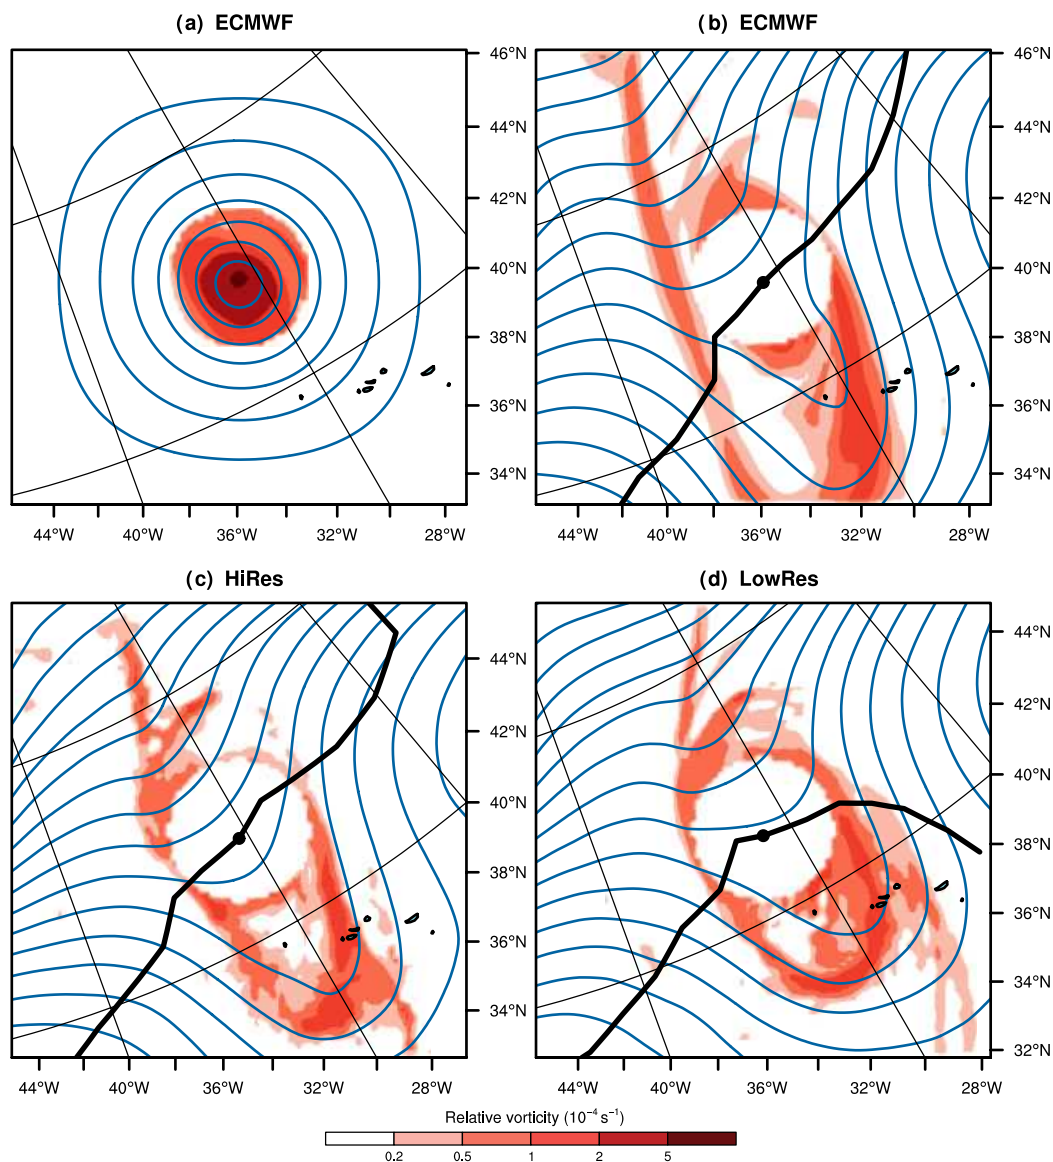 (a) ECMWF
(b) ECMWF
46°N
46°N
44°N
44°N
42°N
42°N
40°N
40°N
38°N
38°N
36°N
36°N
34°N
34°N
44°W 40°W 36°W 32°W 28°W
44°W 40°W 36°W 32°W 28°W
(c) HiRes
(d) LowRes
44°N
44°N
42°N
42°N
40°N
40°N
38°N
38°N
36°N
36°N
34°N
34°N
32°N
44°W 40°W 36°W 32°W 28°W
44°W 40°W 36°W 32°W 28°W
Relative vorticity (10⁻⁴ s⁻¹)
0.2 0.5 1 2 5